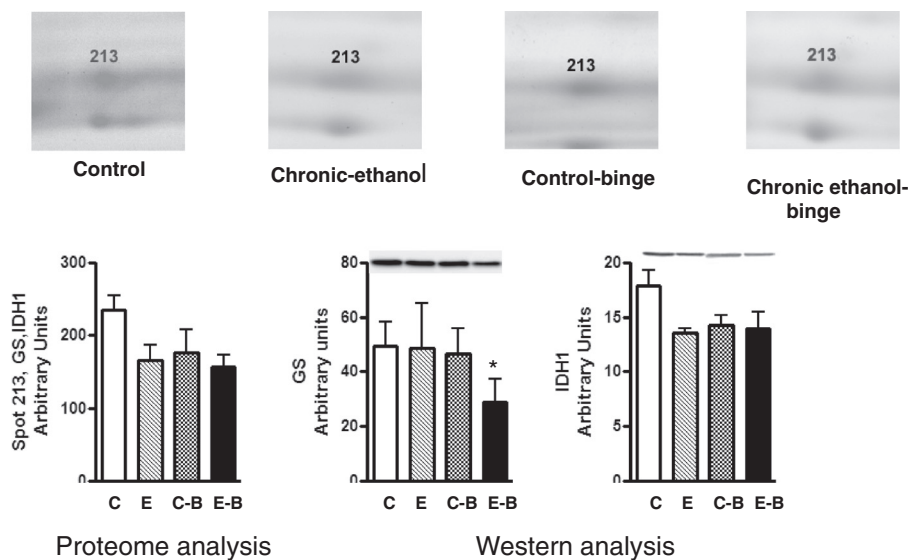 213
213
213
213
Control
Chronic-ethanol
Control-binge
Chronic ethanol-
binge
Spot 213, GS,IDH1
Arbitrary Units
300
200
100
0
C E C-B E-B
Proteome analysis
GS
Arbitrary units
80
60
40
20
0
*
C E C-B E-B
IDH1
Arbitrary Units
20
15
10
5
0
C E C-B E-B
Western analysis